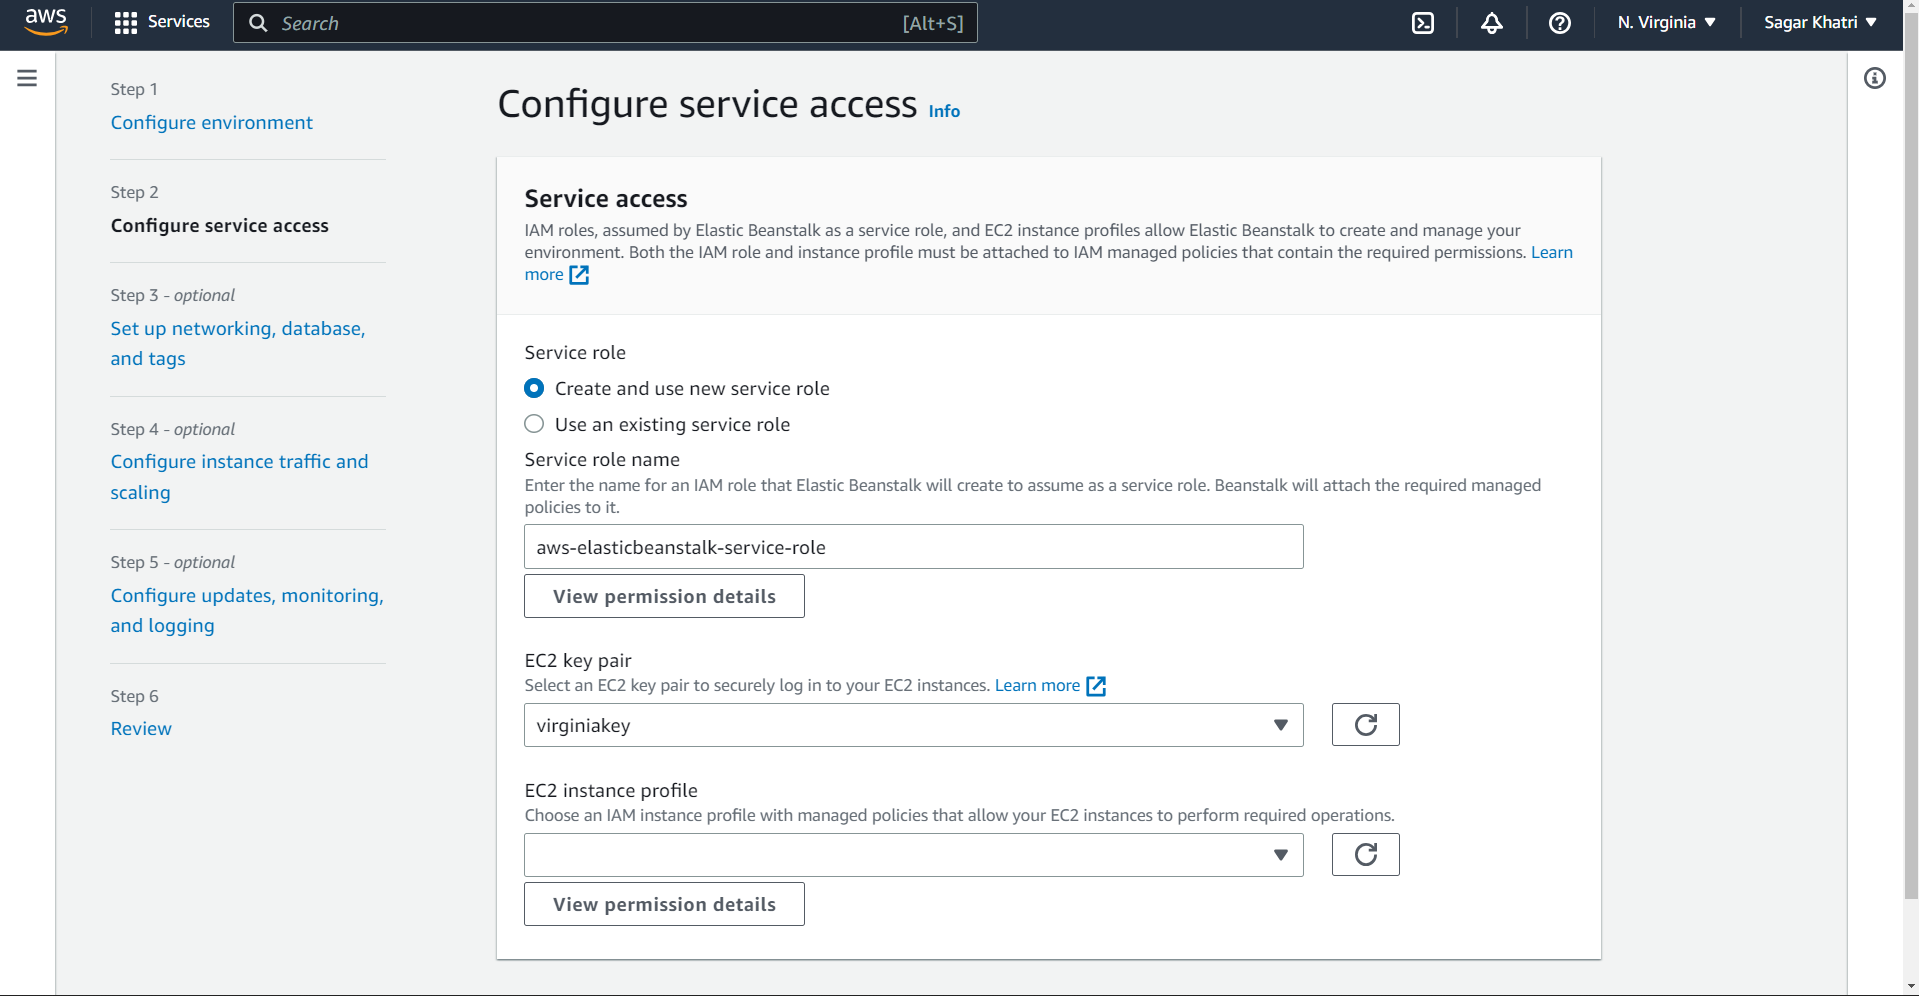 aws
Services
Search
[Alt+S]
N. Virginia
Sagar Khatri
Step 1
Configure environment
Step 2
Configure service access
Step 3 - optional
Set up networking, database,
and tags
Step 4 - optional
Configure instance traffic and
scaling
Step 5 - optional
Configure updates, monitoring,
and logging
Step 6
Review
Configure service access Info
Service access
IAM roles, assumed by Elastic Beanstalk as a service role, and EC2 instance profiles allow Elastic Beanstalk to create and manage your
environment. Both the IAM role and instance profile must be attached to IAM managed policies that contain the required permissions. Learn
more
Service role
Create and use new service role
Use an existing service role
Service role name
Enter the name for an IAM role that Elastic Beanstalk will create to assume as a service role. Beanstalk will attach the required managed
policies to it.
aws-elasticbeanstalk-service-role
View permission details
EC2 key pair
Select an EC2 key pair to securely log in to your EC2 instances. Learn more
virginiakey
EC2 instance profile
Choose an IAM instance profile with managed policies that allow your EC2 instances to perform required operations.
View permission details